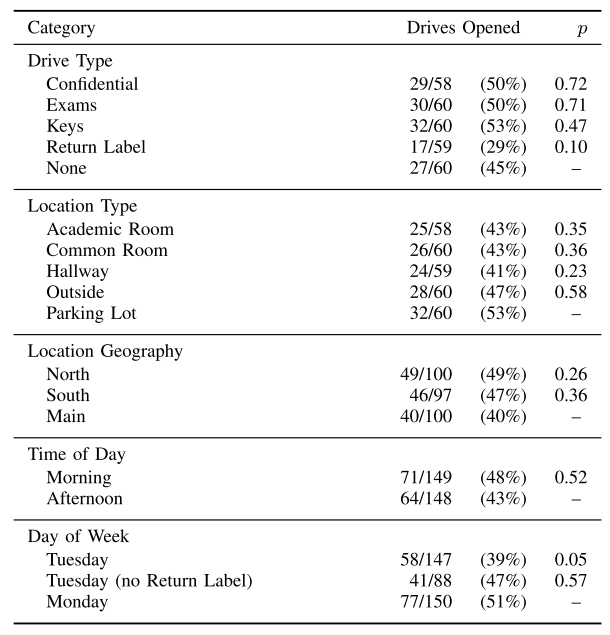 Category Drives Opened p
Drive Type
Confidential 29/58 (50%) 0.72
Exams 30/60 (50%) 0.71
Keys 32/60 (53%) 0.47
Return Label 17/59 (29%) 0.10
None 27/60 (45%) –
Location Type
Academic Room 25/58 (43%) 0.35
Common Room 26/60 (43%) 0.36
Hallway 24/59 (41%) 0.23
Outside 28/60 (47%) 0.58
Parking Lot 32/60 (53%) –
Location Geography
North 49/100 (49%) 0.26
South 46/97 (47%) 0.36
Main 40/100 (40%) –
Time of Day
Morning 71/149 (48%) 0.52
Afternoon 64/148 (43%) –
Day of Week
Tuesday 58/147 (39%) 0.05
Tuesday (no Return Label) 41/88 (47%) 0.57
Monday 77/150 (51%) –